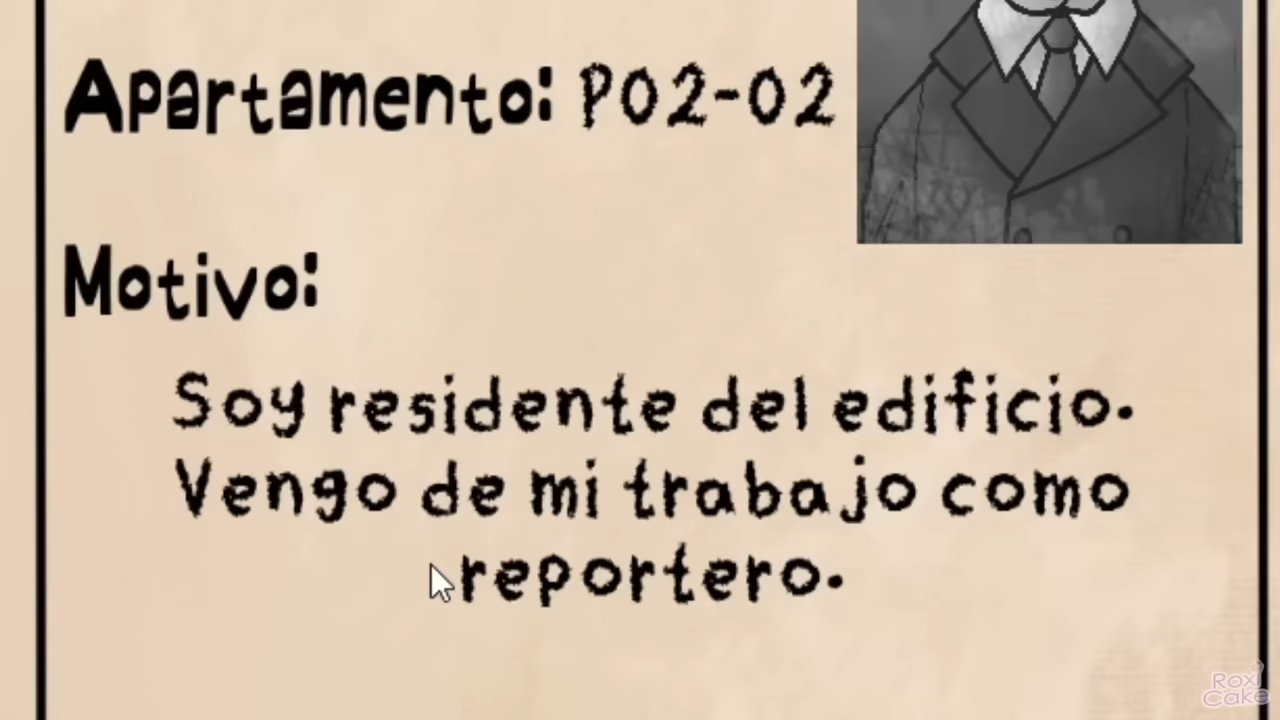 Apartamento: P02-02
Motivo:
Soy residente del edificio.
Vengo de mi trabajo como
reportero.
Roxi
Cake